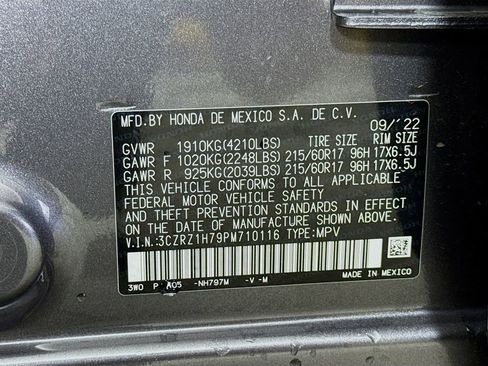 MFD.BY HONDA DE MEXICO S.A. DE C.V.
09/'22
GVWR 1910KG(4210LBS) TIRE SIZE RIM SIZE
GAWR F 1020KG(2248LBS) 215/60R17 96H 17X6.5J
GAWR R 925KG(2039LBS) 215/60R17 96H 17X6.5J
THIS VEHICLE CONFORMS TO ALL APPLICABLE
FEDERAL MOTOR VEHICLE SAFETY STANDARDS IN EFFECT
ON THE DATE OF MANUFACTURE SHOWN ABOVE.
V.I.N.:3CZRZ1H79PM710116 TYPE:MPV
3W0 P A05 -NH797M -V -M
MADE IN MEXICO